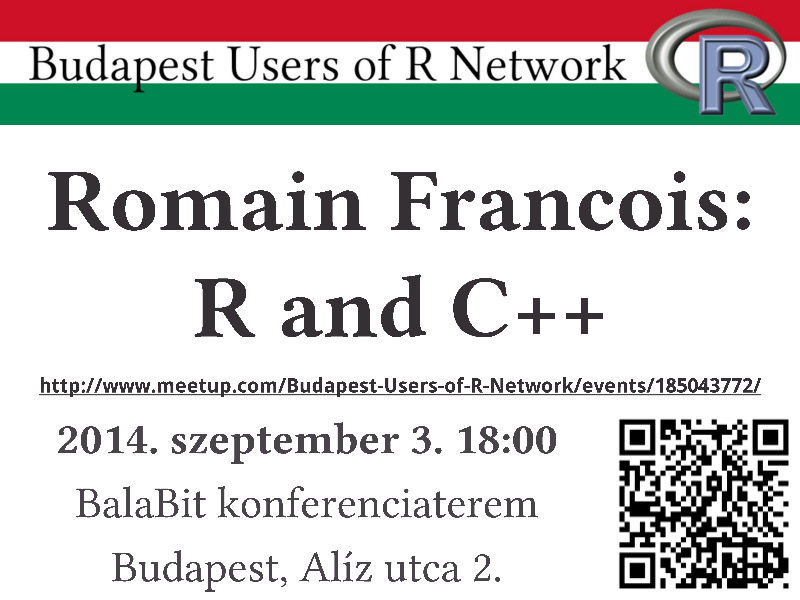 Budapest Users of R Network
R
Romain Francois:
R and C++
http://www.meetup.com/Budapest-Users-of-R-Network/events/185043772/
2014. szeptember 3. 18:00
BalaBit konferenciaterem
Budapest, Alíz utca 2.